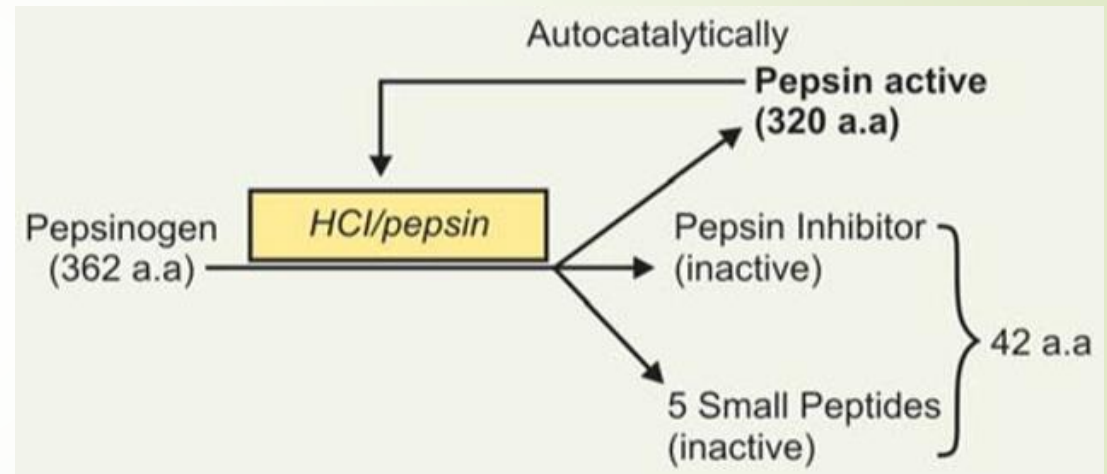 Autocatalytically
Pepsin active
(320 a.a)
HCl/pepsin
Pepsinogen
(362 a.a)
Pepsin Inhibitor
(inactive)
42 a.a
5 Small Peptides
(inactive)